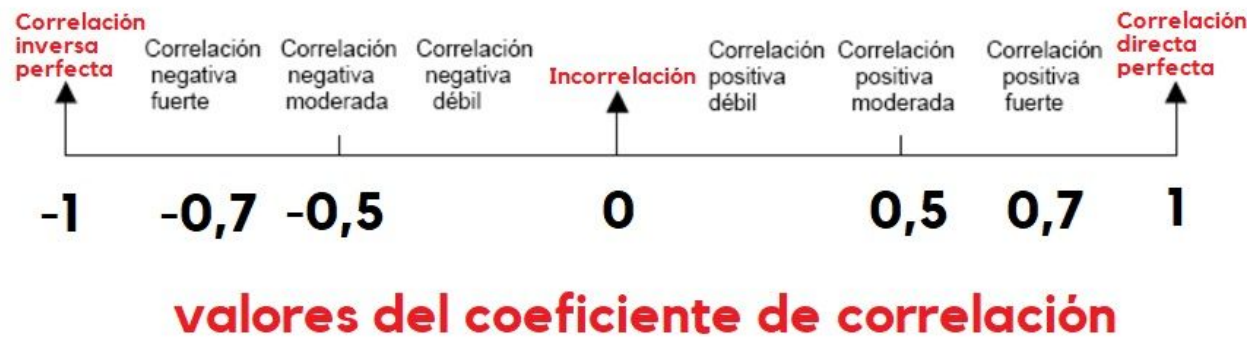 Correlación
inversa
perfecta
Correlación
negativa
fuerte
Correlación
negativa
moderada
Correlación
negativa
débil
Incorrelación
Correlación
positiva
débil
Correlación
positiva
moderada
Correlación
positiva
fuerte
Correlación
directa
perfecta
-1 -0,7 -0,5 0 0,5 0,7 1
valores del coeficiente de correlación